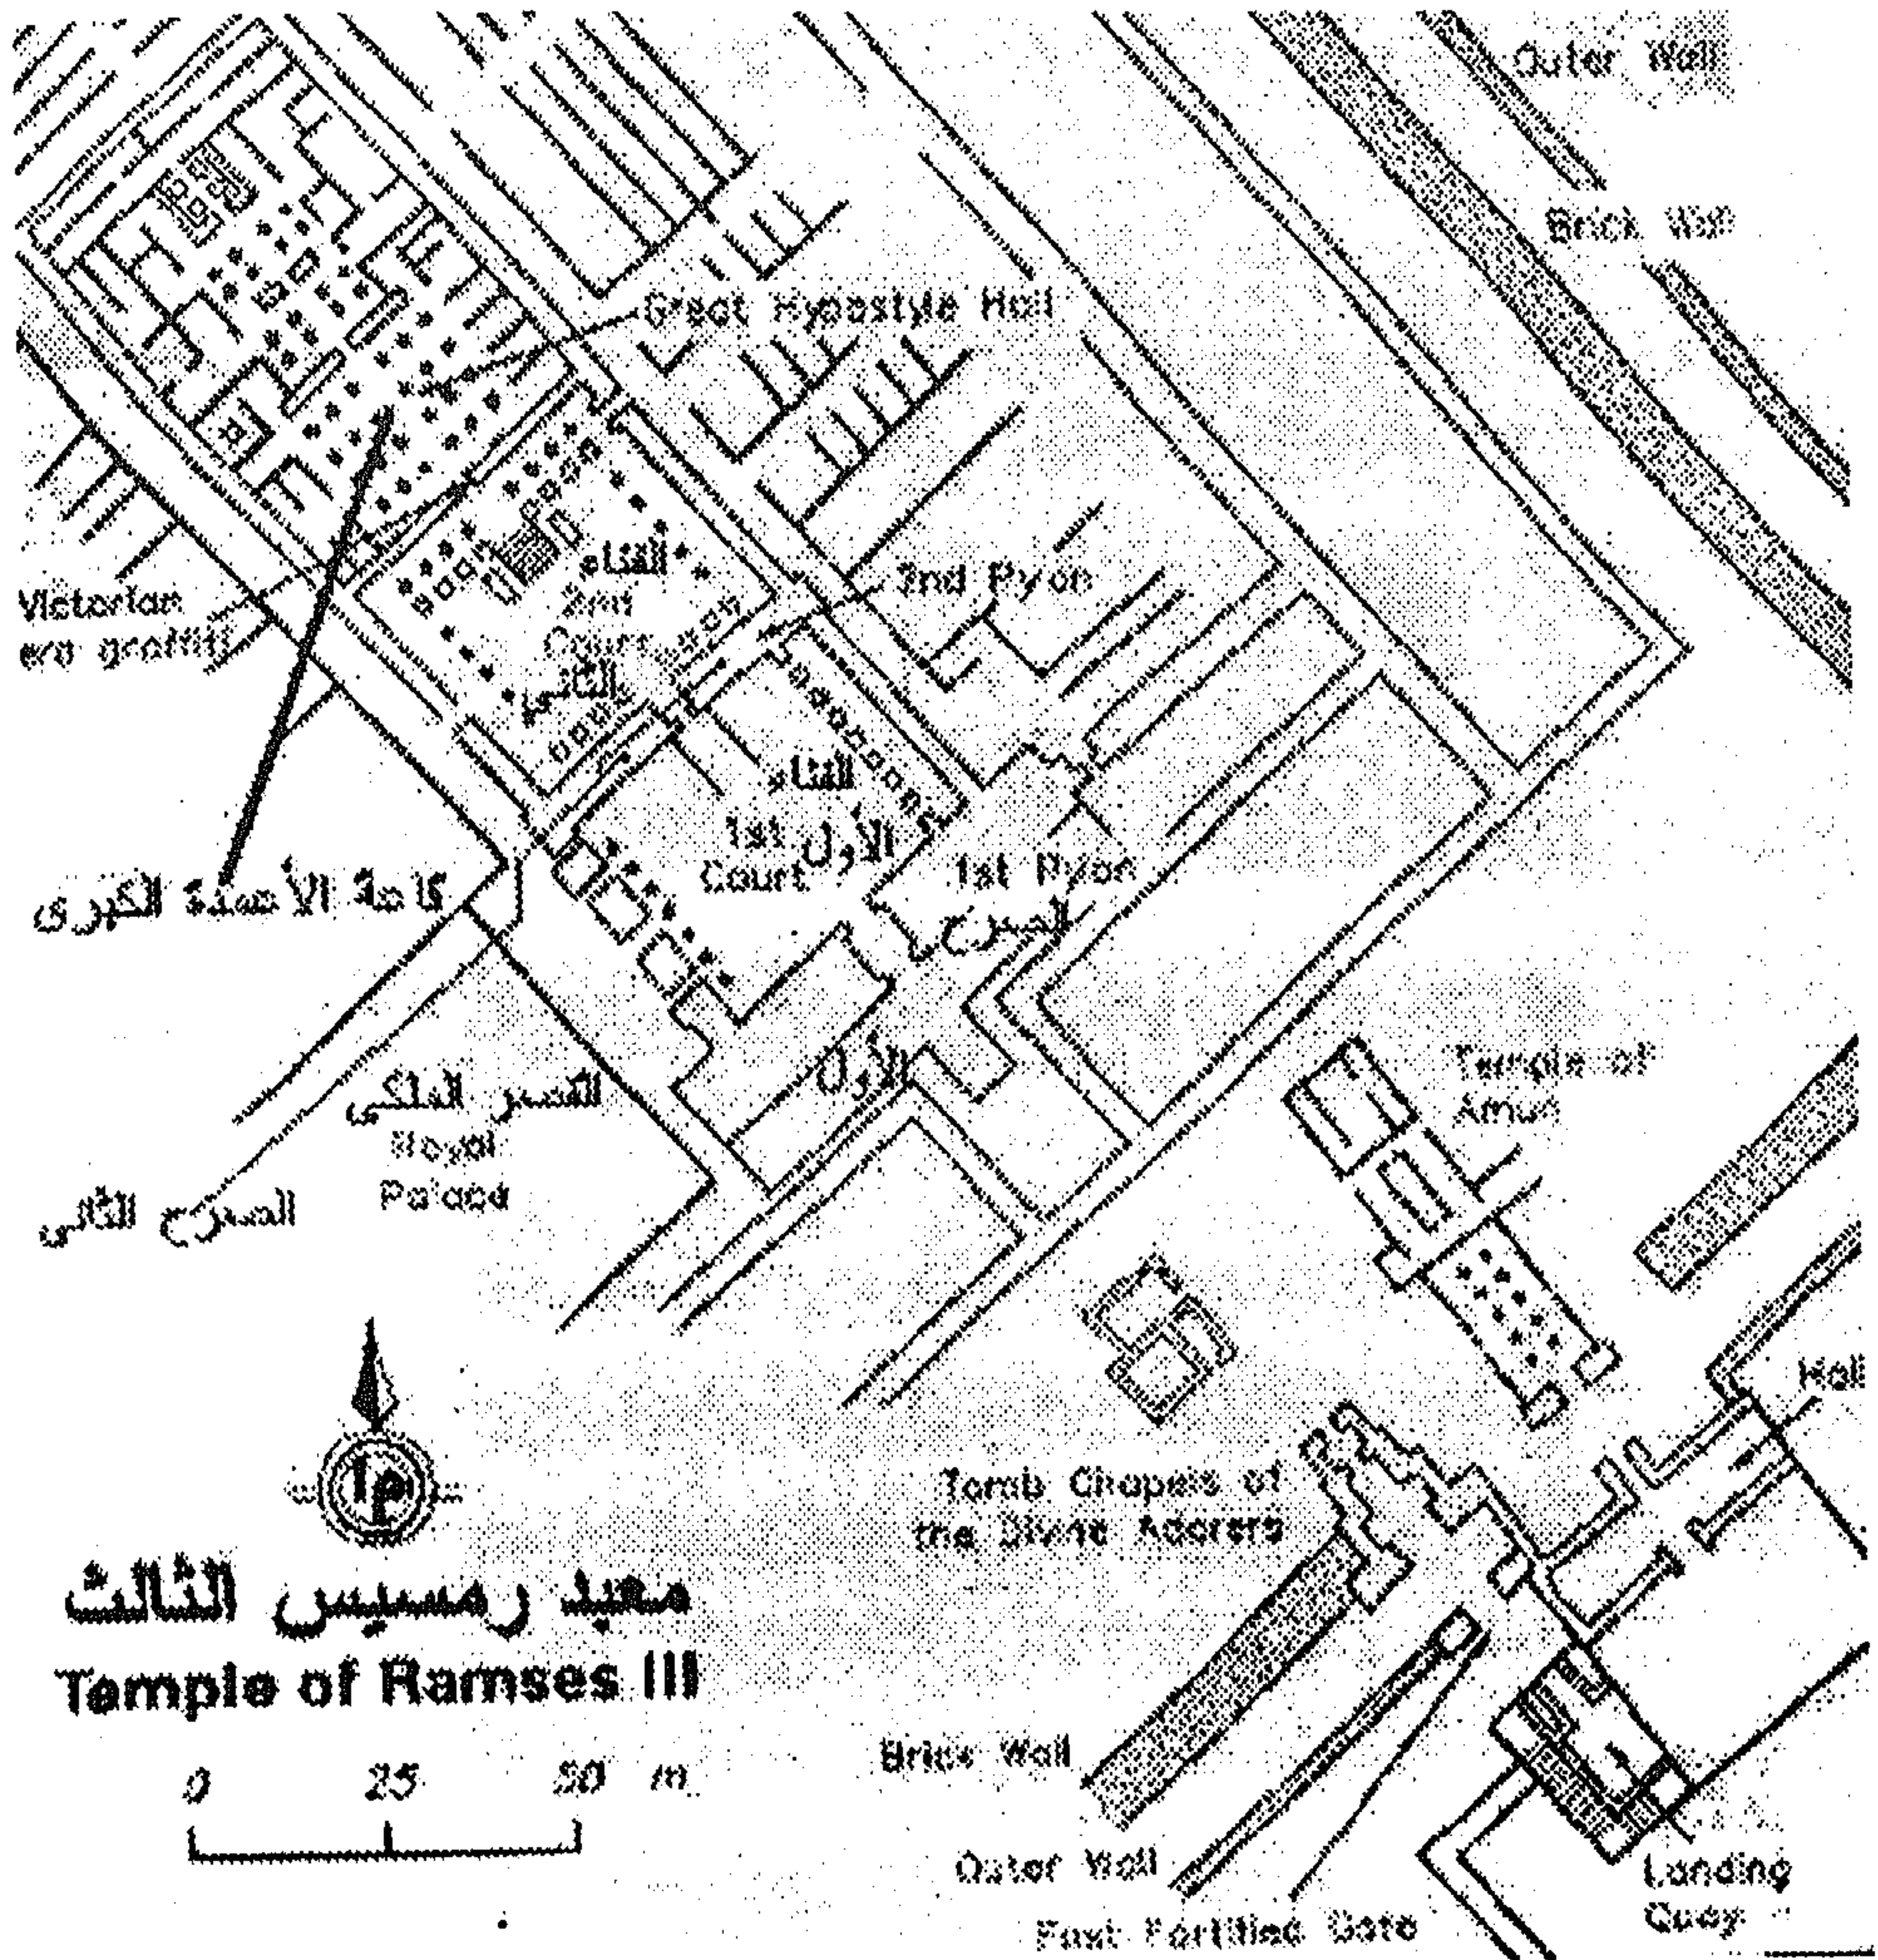 Outer Wall
Brick Wall
Great Hypostyle Hall
الفناء
2nd
Court
الثانى
2nd Pylon
Victorian
era graffiti
الفناء
1st
Court
الأول
1st Pylon
الصرح
الأول
قاعة الأعمدة الكبرى
القصر الملكى
Royal
Palace
الصرح الثانى
Temple of
Amun
Hall
Tomb Chapels of
the Divine Adorers
معبد رمسيس الثالث
Temple of Ramses III
0 25 50 m
Brick Wall
Outer Wall
East Fortified Gate
Landing
Quay